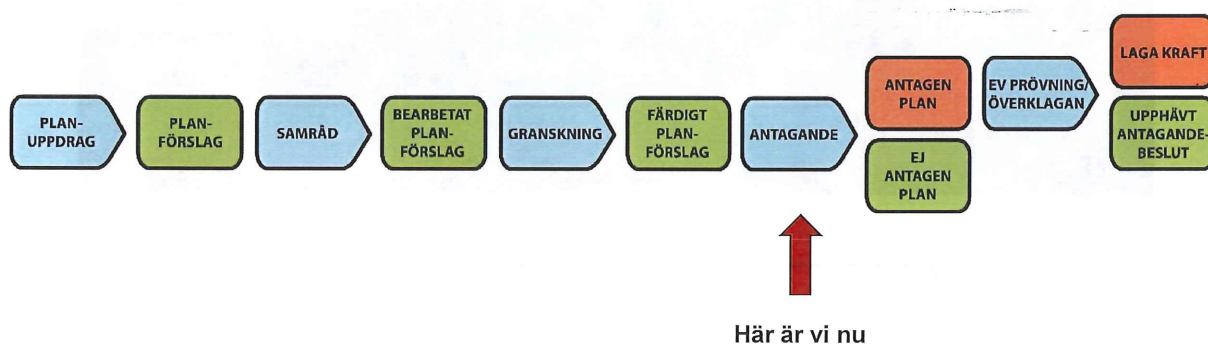 PLAN-
UPPDRAG
PLAN-
FÖRSLAG
SAMRÅD
BEARBETAT
PLAN-
FÖRSLAG
GRANSKNING
FÄRDIGT
PLAN-
FÖRSLAG
ANTAGANDE
ANTAGEN
PLAN
EJ
ANTAGEN
PLAN
EV PRÖVNING/
ÖVERKLAGAN
LAGA KRAFT
UPPHÄVT
ANTAGANDE-
BESLUT
Här är vi nu